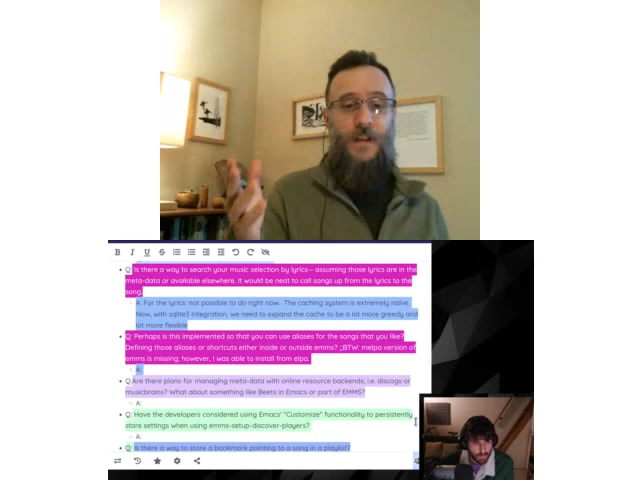 B I U S
Q: Is there a way to search your music selection by lyrics-- assuming those lyrics are in the
meta-data or available elsewhere. It would be neat to call songs up from the lyrics to the
song.
A: For the lyrics: not possible to do right now. The caching system is extremely naive.
Now, with sqlite3 integration, we need to expand the cache to be a lot more greedy and
lot more flexible
Q: Perhaps is this implemented so that you can use aliases for the songs that you like?
Defining those aliases or shortcuts either inside or outside emms? ;;BTW: melpa version of
emms is missing; however, I was able to install from elpa.
A:
Q:Are there plans for managing meta-data with online resource backends; i.e. discogs or
musicbrainz? What about something like Beets in Emacs or part of EMMS?
A:
Q: Have the developers considered using Emacs' "Customize" functionality to persistently
store settings when using emms-setup-discover-players?
A:
Q: Is there a way to store a bookmark pointing to a song in a playlist?